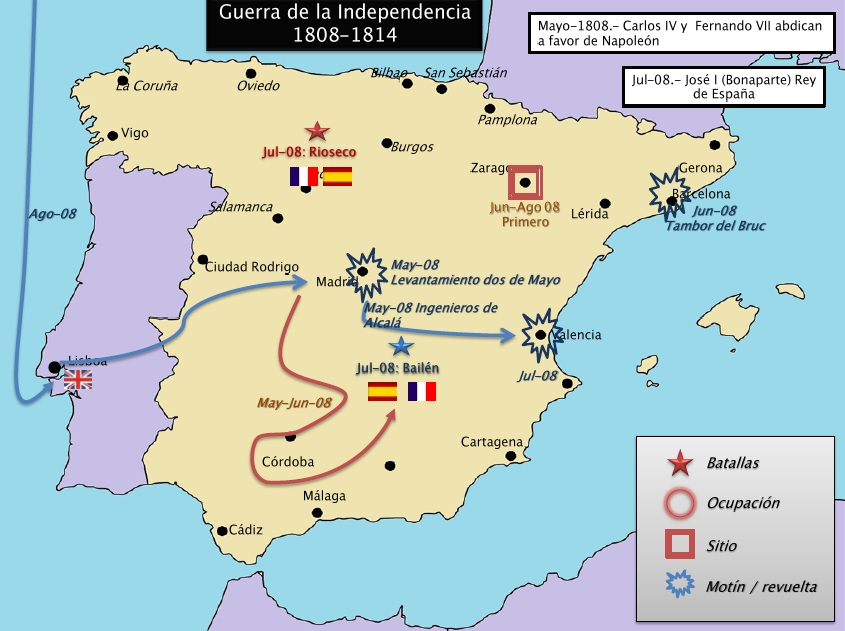 Guerra de la Independencia
1808-1814
Mayo-1808.- Carlos IV y Fernando VII abdican
a favor de Napoleón
Jul-08.- José I (Bonaparte) Rey
de España
La Coruña
Oviedo
Bilbao
San Sebastián
Pamplona
Vigo
Jul-08: Rioseco
Burgos
Gerona
Barcelona
Jun-08
Tambor del Bruc
Jun-Ago 08
Primero
Lérida
Ago-08
Salamanca
Ciudad Rodrigo
Madrid
May-08
Levantamiento dos de Mayo
May-08 Ingenieros de
Alcalá
Valencia
Jul-08
Lisboa
Jul-08: Bailén
May-Jun-08
Córdoba
Cartagena
Málaga
Cádiz
Batallas
Ocupación
Sitio
Motín / revuelta